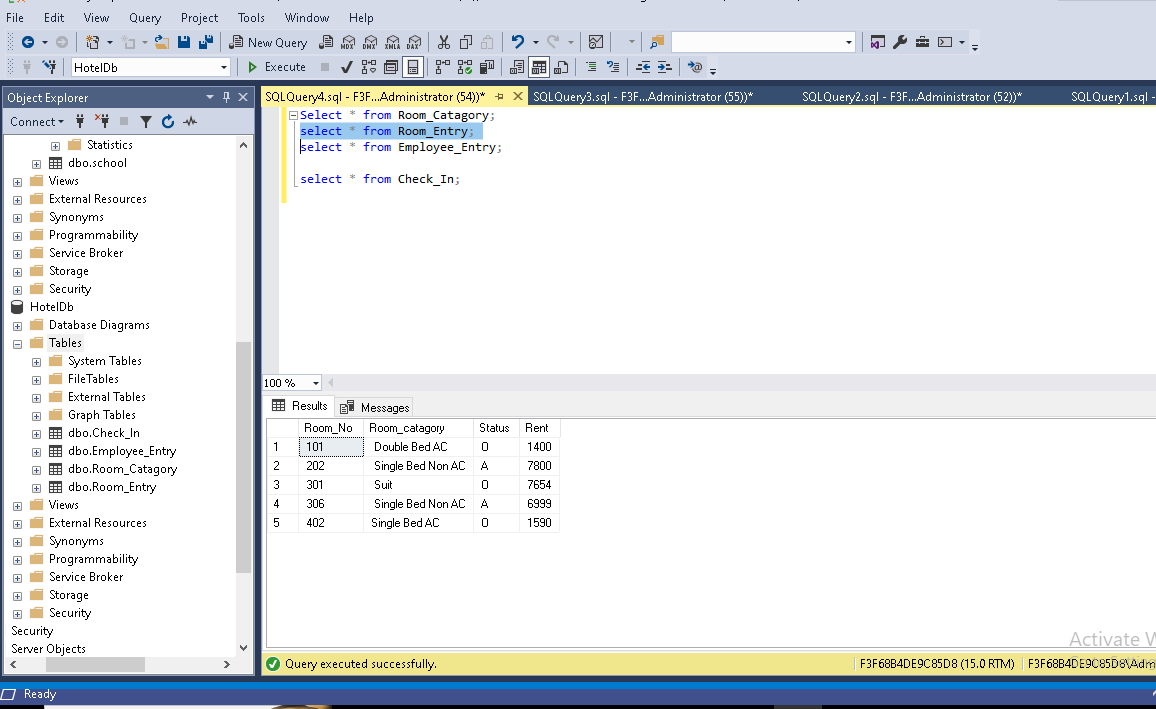 File Edit View Query Project Tools Window Help
New Query MDX DMX XMLA DAX
HotelDb Execute
Object Explorer
Connect
Statistics
dbo.school
Views
External Resources
Synonyms
Programmability
Service Broker
Storage
Security
HotelDb
Database Diagrams
Tables
System Tables
FileTables
External Tables
Graph Tables
dbo.Check_In
dbo.Employee_Entry
dbo.Room_Catagory
dbo.Room_Entry
Views
External Resources
Synonyms
Programmability
Service Broker
Storage
Security
Security
Server Objects
SQLQuery4.sql - F3F...Administrator (54))* SQLQuery3.sql - F3F...Administrator (55))* SQLQuery2.sql - F3F...Administrator (52))* SQLQuery1.sql -
Select * from Room_Catagory;
select * from Room_Entry;
select * from Employee_Entry;
select * from Check_In;
100 %
Results Messages
Room_No Room_catagory Status Rent
1 101 Double Bed AC O 1400
2 202 Single Bed Non AC A 7800
3 301 Suit O 7654
4 306 Single Bed Non AC A 6999
5 402 Single Bed AC O 1590
Activate W
Query executed successfully. F3F68B4DE9C85D8 (15.0 RTM) F3F68B4DE9C85D8\Adm
Ready